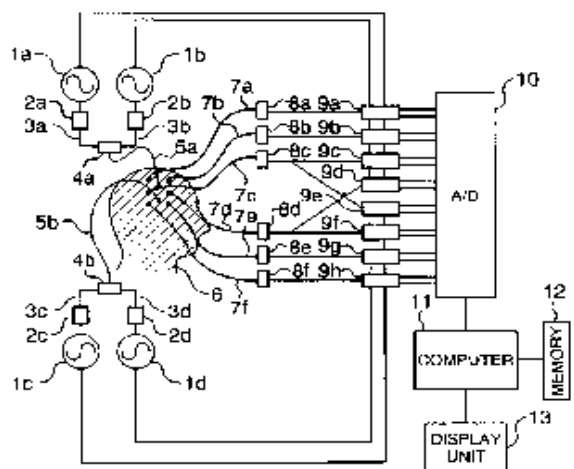 1a
1b
10
2a
2b
7a
8a
9a
3a
3b
7b
8b
9b
5a
8c
9c
4a
7c
9d
A/D
5b
9e
7d
8d
9f
7e
8e
9g
4b
6
8f
9h
7f
3c
3d
11
12
2c
2d
COMPUTER
MEMORY
1c
1d
13
DISPLAY
UNIT